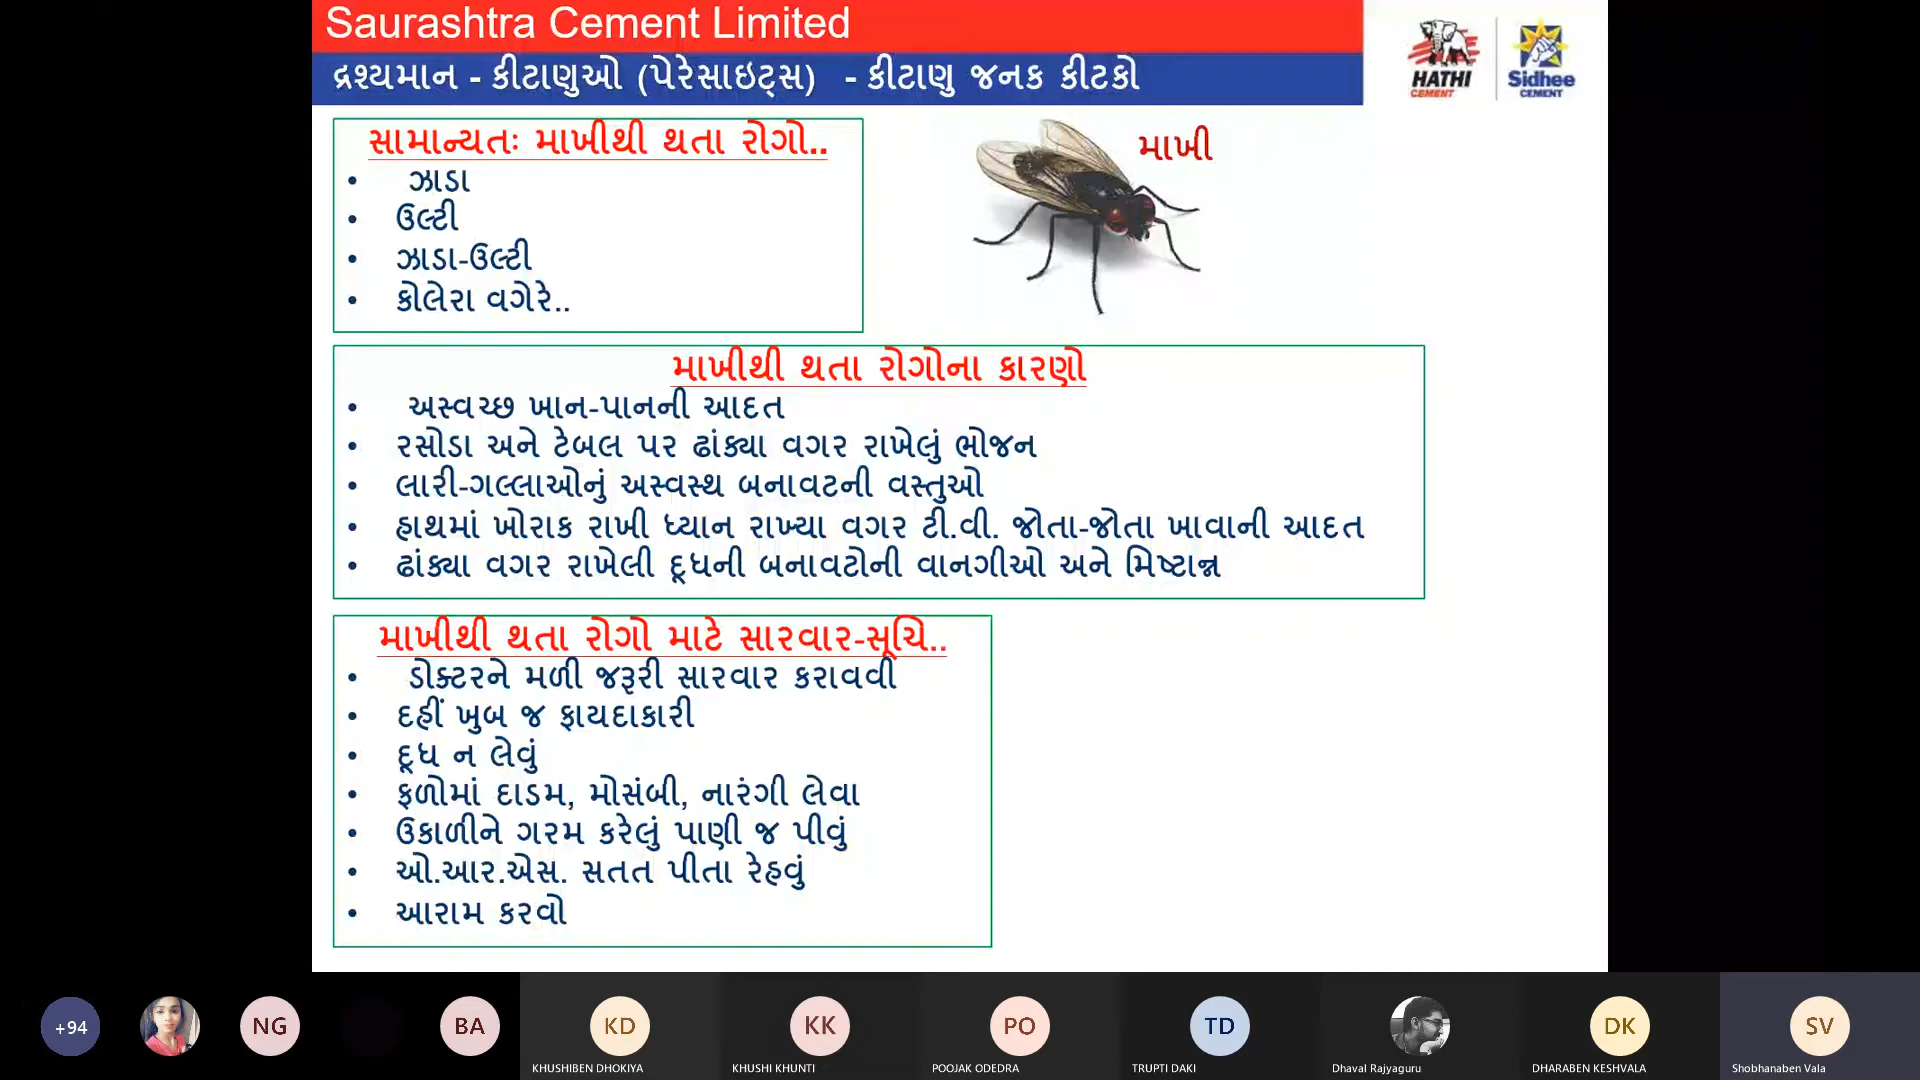 Saurashtra Cement Limited
દ્રશ્યમાન - કીટાણુઓ (પેરેસાઇટ્સ) - કીટાણુ જનક કીટકો
HATHI
CEMENT
Sidhee
CEMENT
સામાન્યતઃ માખીથી થતા રોગો..
• ઝાડા
• ઉલ્ટી
• ઝાડા-ઉલ્ટી
• કોલેરા વગેરે..
માખી
માખીથી થતા રોગોના કારણો
• અસ્વચ્છ ખાન-પાનની આદત
• રસોડા અને ટેબલ પર ઢાંક્યા વગર રાખેલું ભોજન
• લારી-ગલ્લાઓનું અસ્વસ્થ બનાવટની વસ્તુઓ
• હાથમાં ખોરાક રાખી ધ્યાન રાખ્યા વગર ટી.વી. જોતા-જોતા ખાવાની આદત
• ઢાંક્યા વગર રાખેલી દૂધની બનાવટોની વાનગીઓ અને મિષ્ટાન્ન
માખીથી થતા રોગો માટે સારવાર-સૂચિ..
• ડોક્ટરને મળી જરૂરી સારવાર કરાવવી
• દહીં ખુબ જ ફાયદાકારી
• દૂધ ન લેવું
• ફળોમાં દાડમ, મોસંબી, નારંગી લેવા
• ઉકાળીને ગરમ કરેલું પાણી જ પીવું
• ઓ.આર.એસ. સતત પીતા રેહવું
• આરામ કરવો
+94
NG
BA
KD
KK
PO
TD
DK
SV
KHUSHIBEN DHOKIYA
KHUSHI KHUNTI
POOJAK ODEDRA
TRUPTI DAKI
Dhaval Rajyaguru
DHARABEN KESHVALA
Shobhanaben Vala